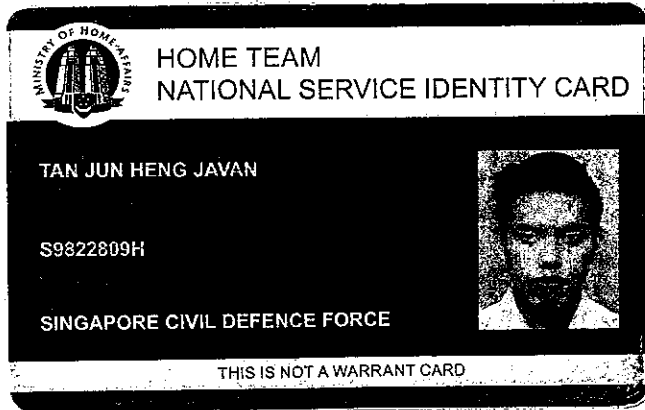 MINISTRY OF HOME AFFAIRS
HOME TEAM
NATIONAL SERVICE IDENTITY CARD
TAN JUN HENG JAVAN
S9822809H
SINGAPORE CIVIL DEFENCE FORCE
THIS IS NOT A WARRANT CARD